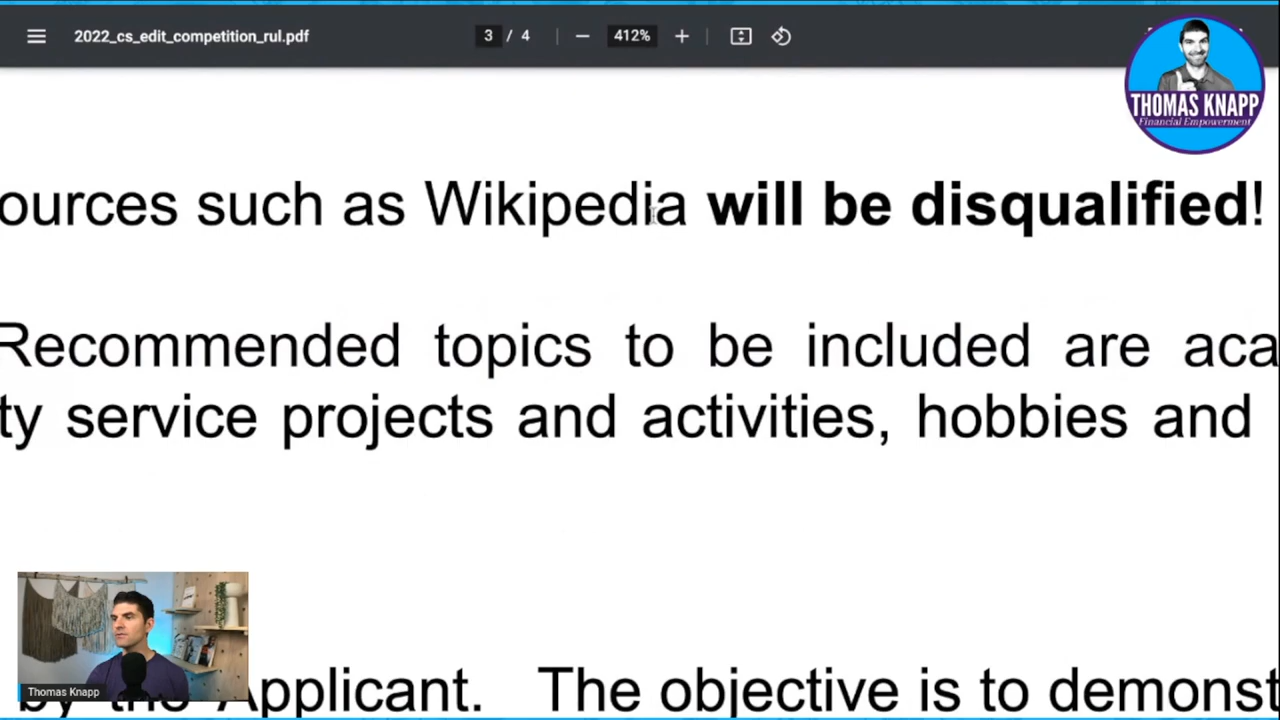 2022_cs_edit_competition_rul.pdf
3 / 4
412%
THOMAS KNAPP
Financial Empowerment
ources such as Wikipedia will be disqualified!
Recommended topics to be included are aca
ty service projects and activities, hobbies and
by the Applicant. The objective is to demonst
Thomas Knapp